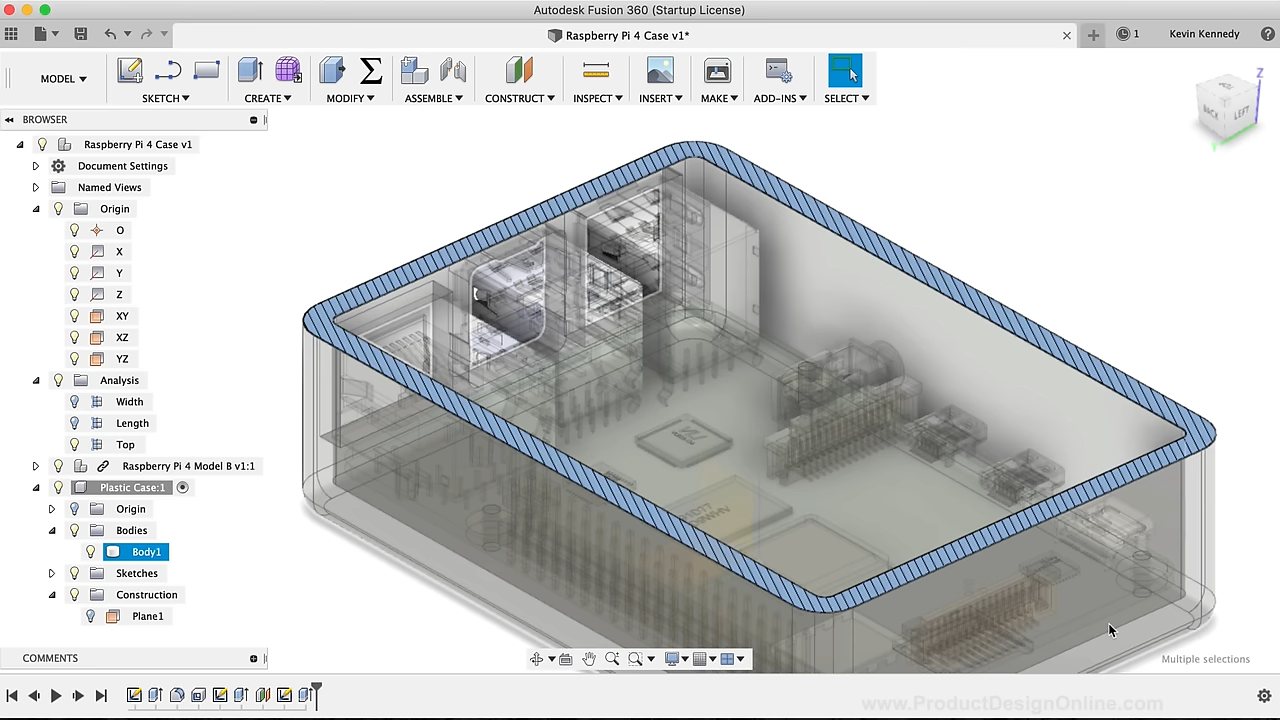 Autodesk Fusion 360 (Startup License)
Raspberry Pi 4 Case v1*
1
Kevin Kennedy
MODEL
SKETCH
CREATE
MODIFY
ASSEMBLE
CONSTRUCT
INSPECT
INSERT
MAKE
ADD-INS
SELECT
Z
BACK
LEFT
Y
BROWSER
Raspberry Pi 4 Case v1
Document Settings
Named Views
Origin
O
X
Y
Z
XY
XZ
YZ
Analysis
Width
Length
Top
Raspberry Pi 4 Model B v1:1
Plastic Case:1
Origin
Bodies
Body1
Sketches
Construction
Plane1
COMMENTS
Multiple selections
www.ProductDesignOnline.com